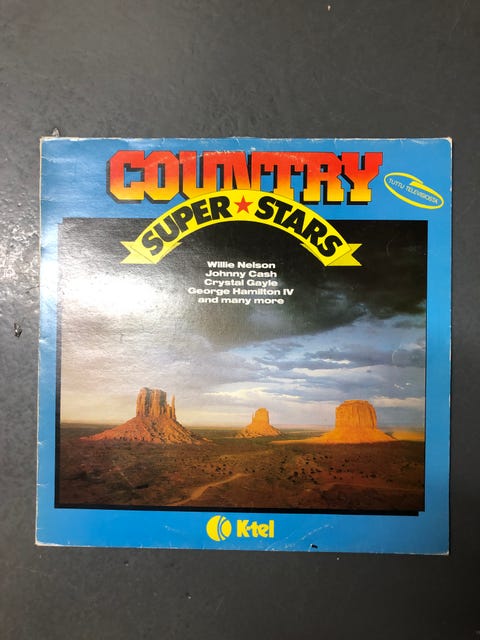 COUNTRY
SUPER ★ STARS
TUTTU TELEVISIOSTA
Willie Nelson
Johnny Cash
Crystal Gayle
George Hamilton IV
and many more
K-tel